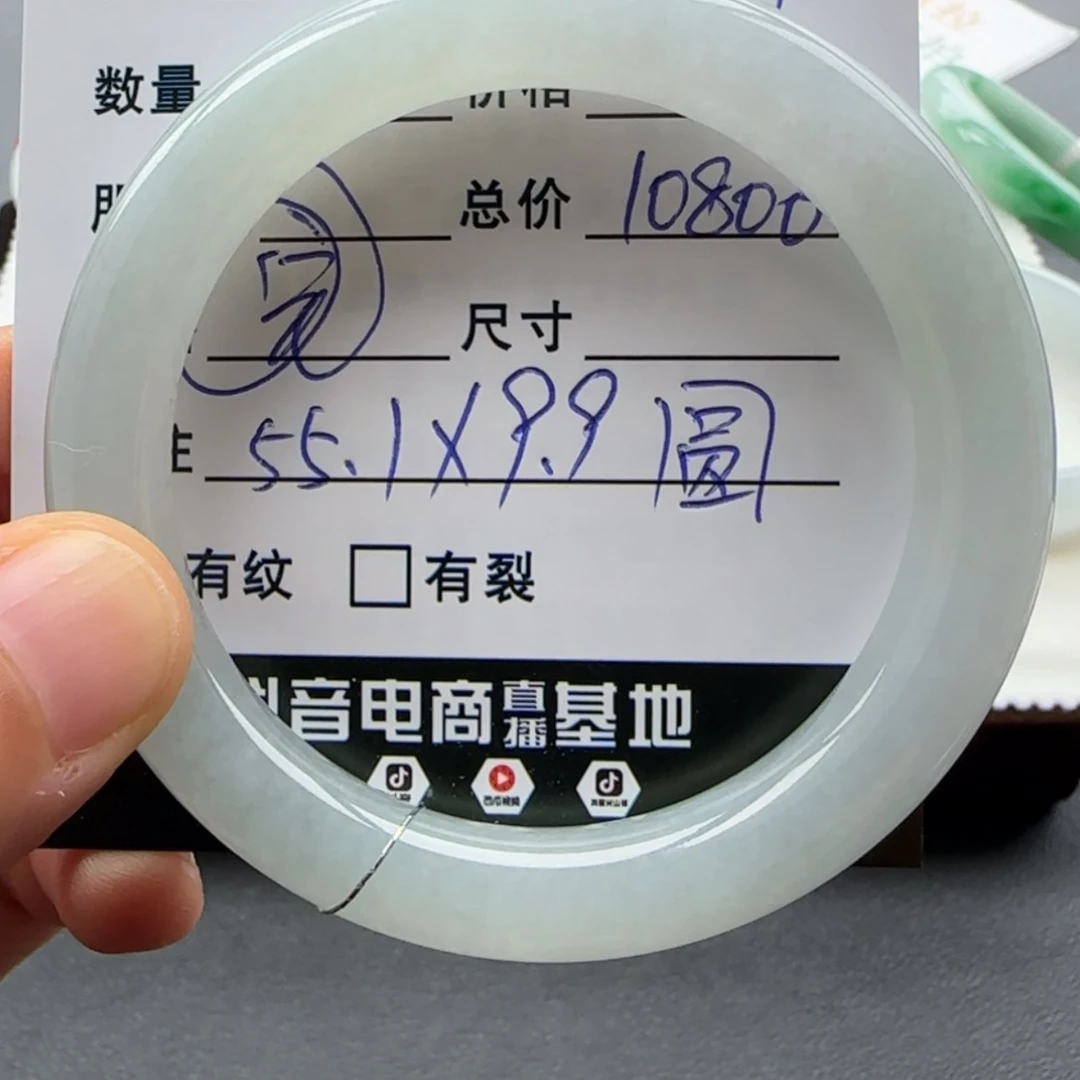 数量
总价 10800
尺寸
55.1X9.9 圆
有纹 有裂
音电商直播基地